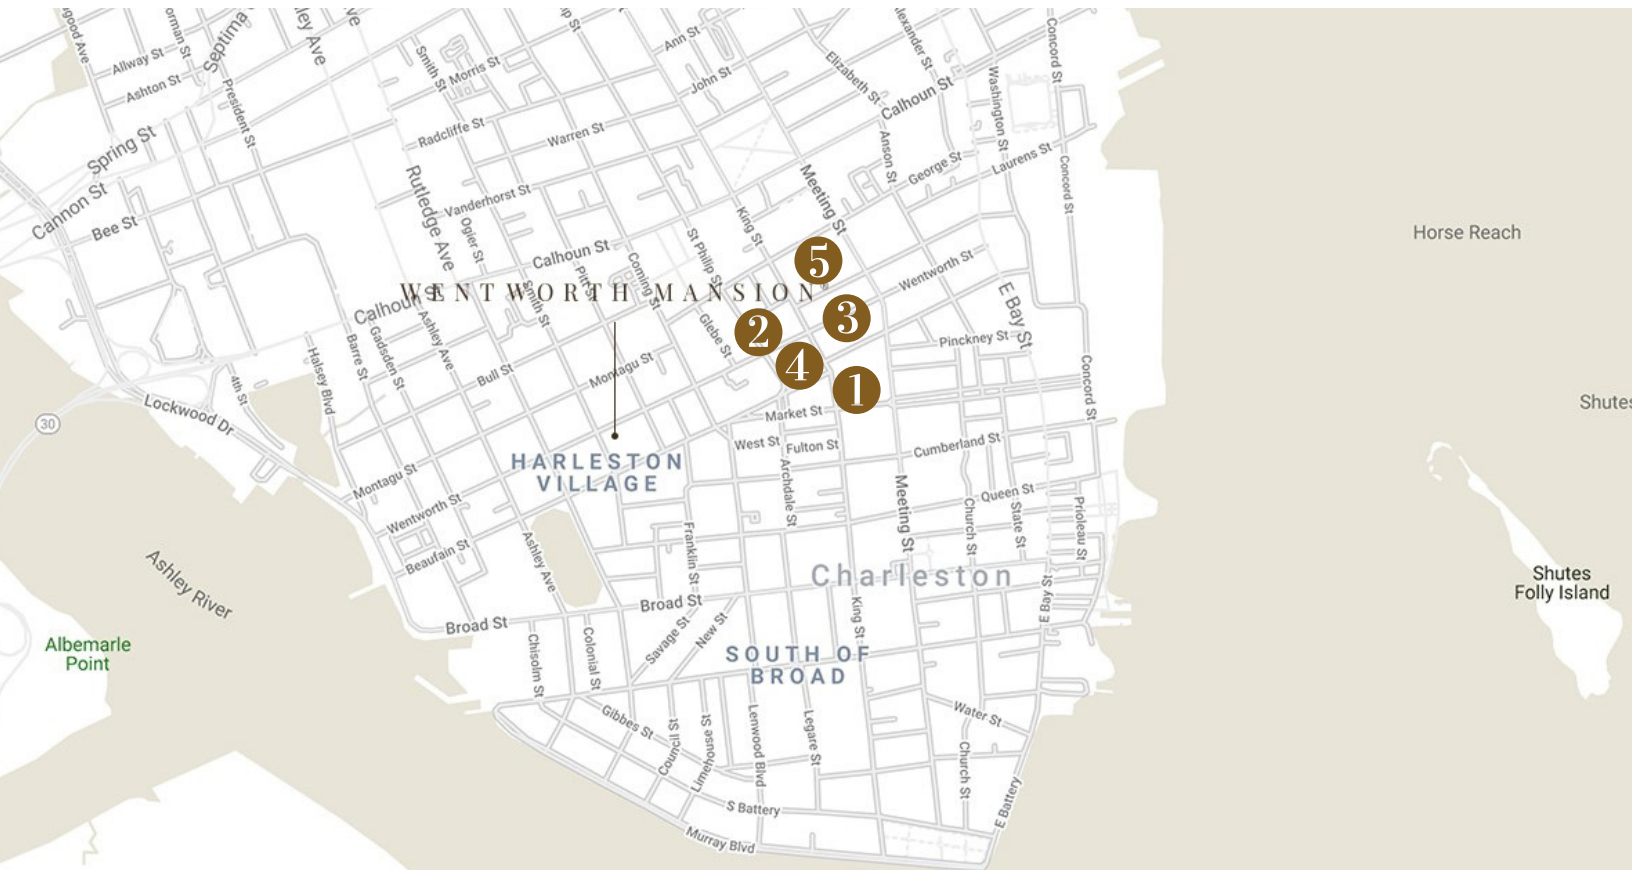 Allway St
Ashton St
Spring St
Cannon St
Bee St
President St
Smith St
Morris St
Radcliffe St
Warren St
Ann St
John St
Elizabeth St
Calhoun St
Washington St
Concord St
Anson St
George St
Laurens St
Concord St
Meeting St
Rutledge Ave
Vanderhorst St
Ogier St
Calhoun St
King St
St Philip St
Coming St
Horse Reach
5
Wentworth St
WENTWORTH MANSION
Calhoun St
Smith St
Ashley Ave
Gadsden St
Barre St
Halsey Blvd
4th St
Glebe St
2
3
4
1
E Bay St
Pinckney St
Concord St
Bull St
Montagu St
Lockwood Dr
30
Market St
West St
Fulton St
Cumberland St
HARLESTON
VILLAGE
Montagu St
Wentworth St
Beaufain St
Ashley Ave
Archdale St
Meeting St
Queen St
Church St
State St
Prioleau St
Franklin St
Ashley River
Charleston
Shutes
Folly Island
Broad St
Broad St
King St
E Bay St
Albemarle
Point
Chisolm St
Colonial St
Savage St
New St
SOUTH OF
BROAD
Gibbes St
Council St
Limehouse St
Lenwood Blvd
Legare St
Water St
Church St
S Battery
E Battery
Murray Blvd